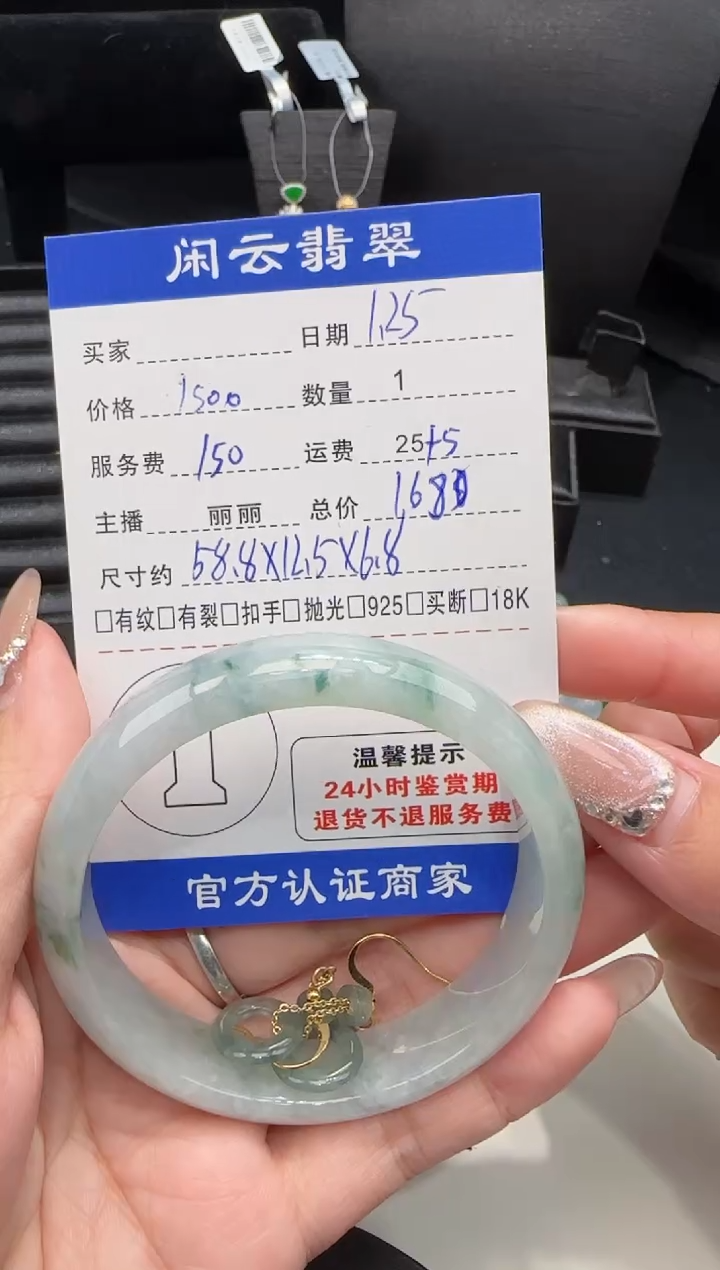 闲云翡翠
买家 日期 1.25
价格 1500 数量 1
服务费 150 运费 25+5
主播 丽丽 总价 1680
尺寸约 58.8X12.5X6.8
□有纹□有裂□扣手□抛光□925□买断□18K
温馨提示
24小时鉴赏期
退货不退服务费
官方认证商家